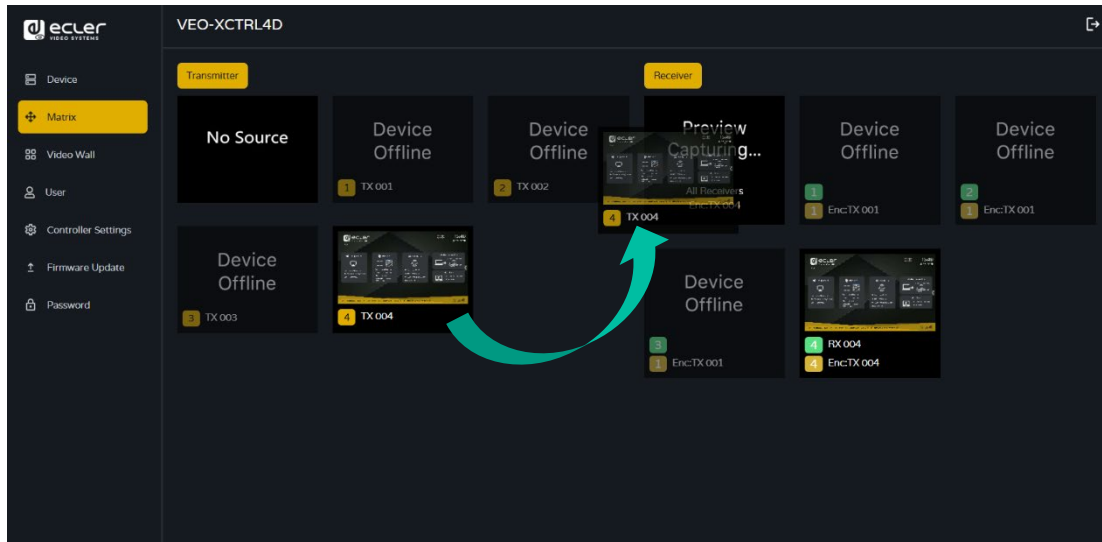 ecler
VIDEO SYSTEMS
VEO-XCTRL4D
Device
Matrix
Video Wall
User
Controller Settings
Firmware Update
Password
Transmitter
No Source
Device
Offline
1 TX 001
Device
Offline
2 TX 002
Device
Offline
3 TX 003
ecler
4 TX 004
ecler
4 TX 004
Receiver
Preview
Capturing...
All Receivers
Enc:TX 004
Device
Offline
1
1 Enc:TX 001
Device
Offline
2
1 Enc:TX 001
Device
Offline
3
1 Enc:TX 001
ecler
4 RX 004
4 Enc:TX 004